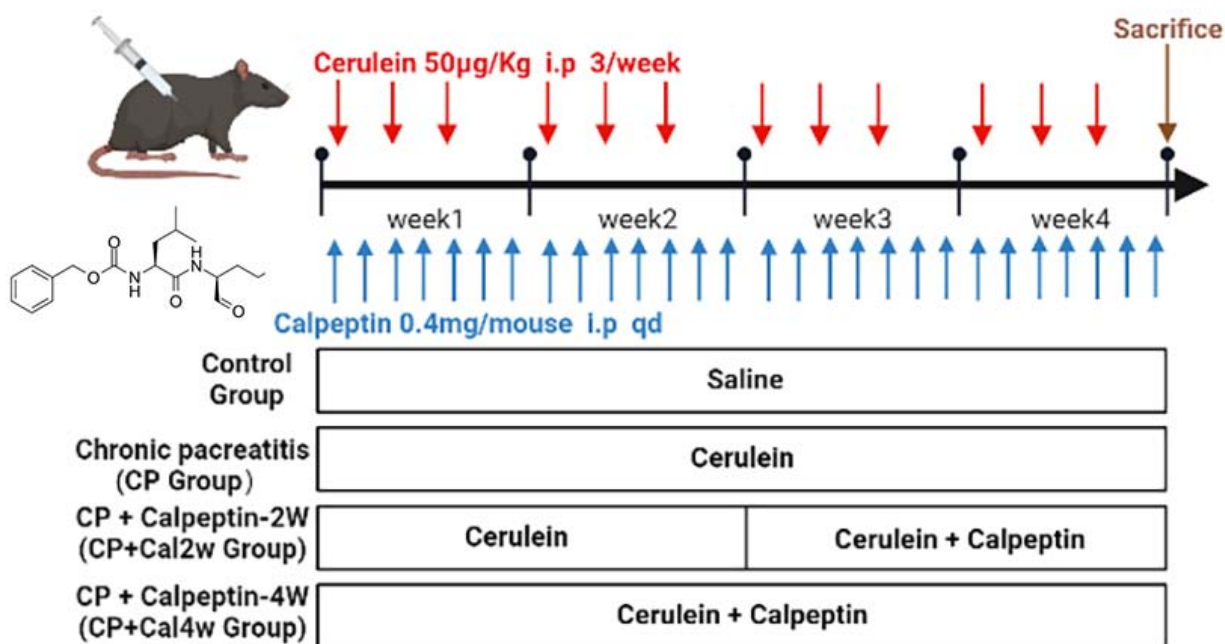 Sacrifice
Cerulein 50μg/Kg i.p 3/week
week1 week2 week3 week4
O
O
N
H
O
H
N
O
Calpeptin 0.4mg/mouse i.p qd
Control
Group
Saline
Chronic pacreatitis
(CP Group)
Cerulein
CP + Calpeptin-2W
(CP+Cal2w Group)
Cerulein
Cerulein + Calpeptin
CP + Calpeptin-4W
(CP+Cal4w Group)
Cerulein + Calpeptin